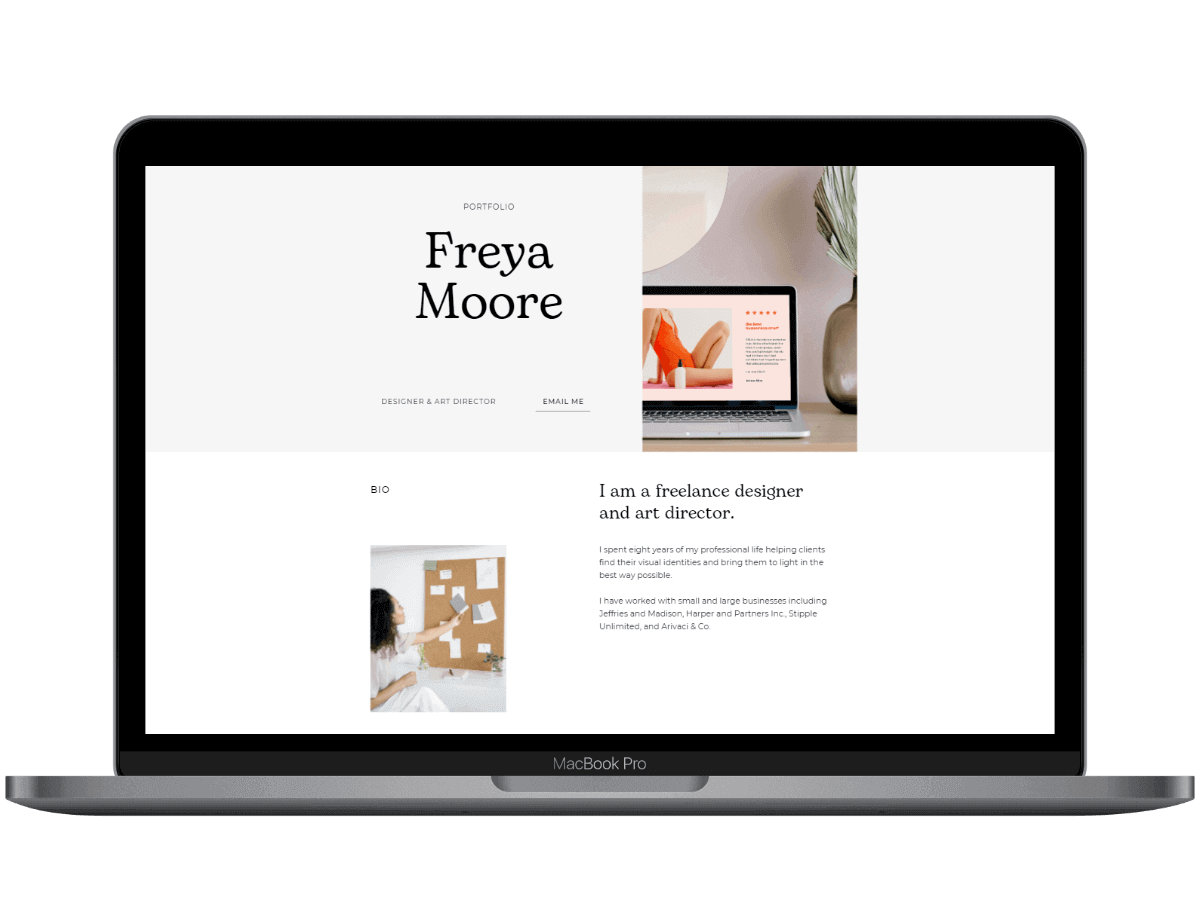 PORTFOLIO
Freya
Moore
DESIGNER & ART DIRECTOR
EMAIL ME
BIO
I am a freelance designer
and art director.
I spent eight years of my professional life helping clients
find their visual identities and bring them to light in the
best way possible.
I have worked with small and large businesses including
Jeffries and Madison, Harper and Partners Inc., Stipple
Unlimited, and Arivaci & Co.
MacBook Pro